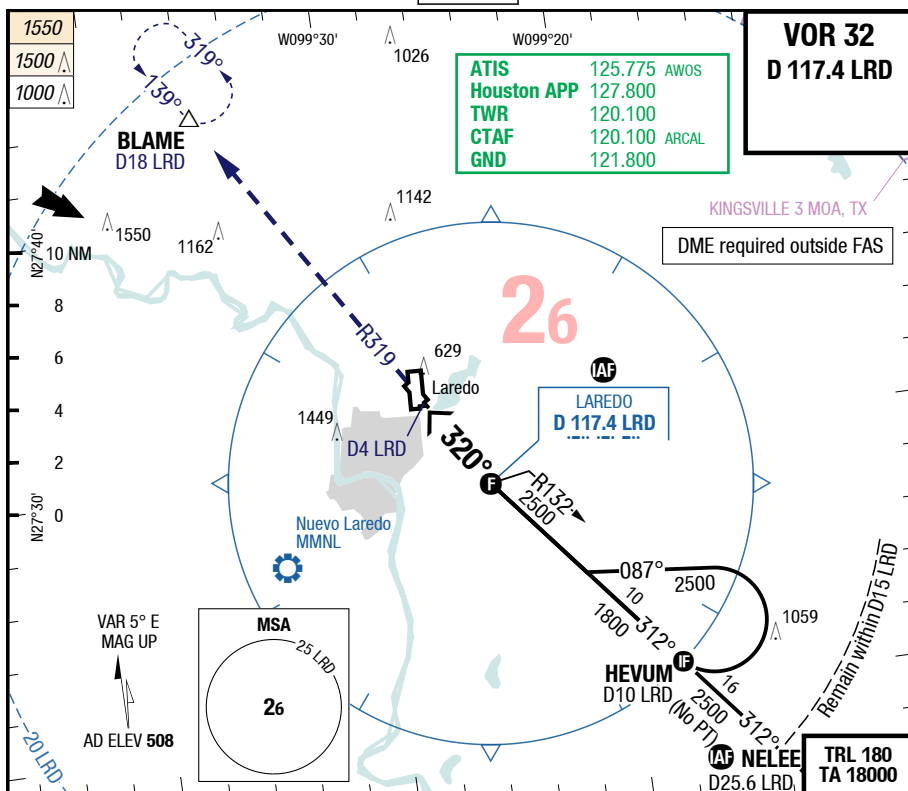 1550
1500
1000
W099°30'
W099°20'
1026
319°
139°
BLAME
D18 LRD
ATIS 125.775 AWOS
Houston APP 127.800
TWR 120.100
CTAF 120.100 ARCAL
GND 121.800
VOR 32
D 117.4 LRD
KINGSVILLE 3 MOA, TX
DME required outside FAS
1142
1550
1162
N27°40'
10 NM
8
6
4
2
0
N27°30'
26
R319
629
Laredo
IAF
LAREDO
D 117.4 LRD
1449
D4 LRD
320°
F
R132
2500
Nuevo Laredo
MMNL
087°
2500
10
1800
312°
1059
HEVUM
D10 LRD
IF
16
2500
312°
(No PT)
Remain within D15 LRD
VAR 5° E
MAG UP
AD ELEV 508
MSA
25 LRD
26
20 LRD
IAF NELEE
D25.6 LRD
TRL 180
TA 18000